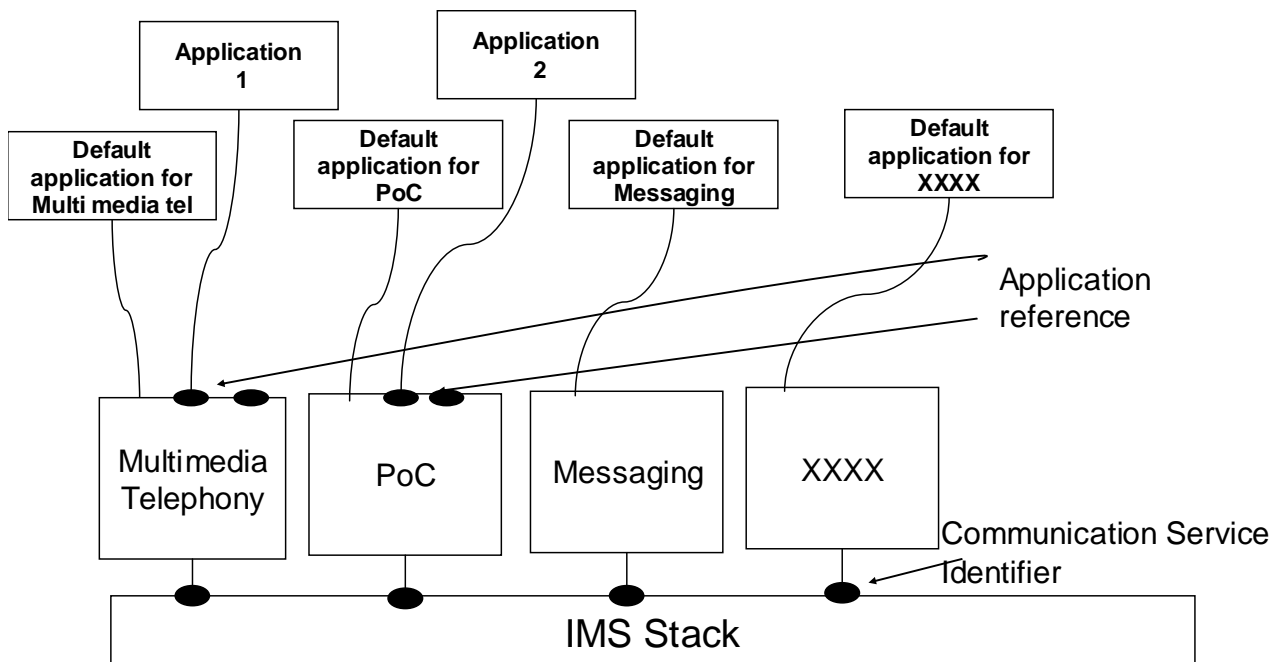 Application
1
Application
2
Default
application for
Multi media tel
Default
application for
PoC
Default
application for
Messaging
Default
application for
XXXX
Application
reference
Multimedia
Telephony
PoC
Messaging
XXXX
Communication Service
Identifier
IMS Stack